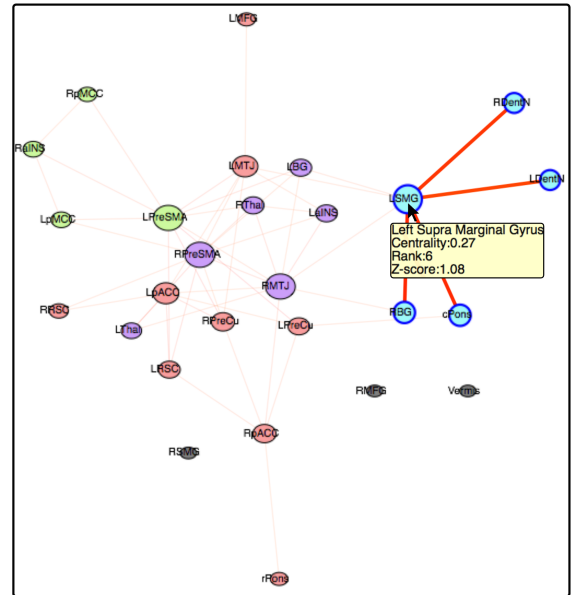 LMFG
RpMCC
RDentN
RaINS
LMTJ
LBG
LDentN
LSMG
RThal
LaINS
LpMCC
LPreSMA
Left Supra Marginal Gyrus
Centrality:0.27
Rank:6
Z-score:1.08
RPreSMA
RMTJ
LpACC
RRSC
RPreCu
LPreCu
RBG
cPons
LThal
LRSC
RMFG
Vermis
RpACC
RSMG
rPons